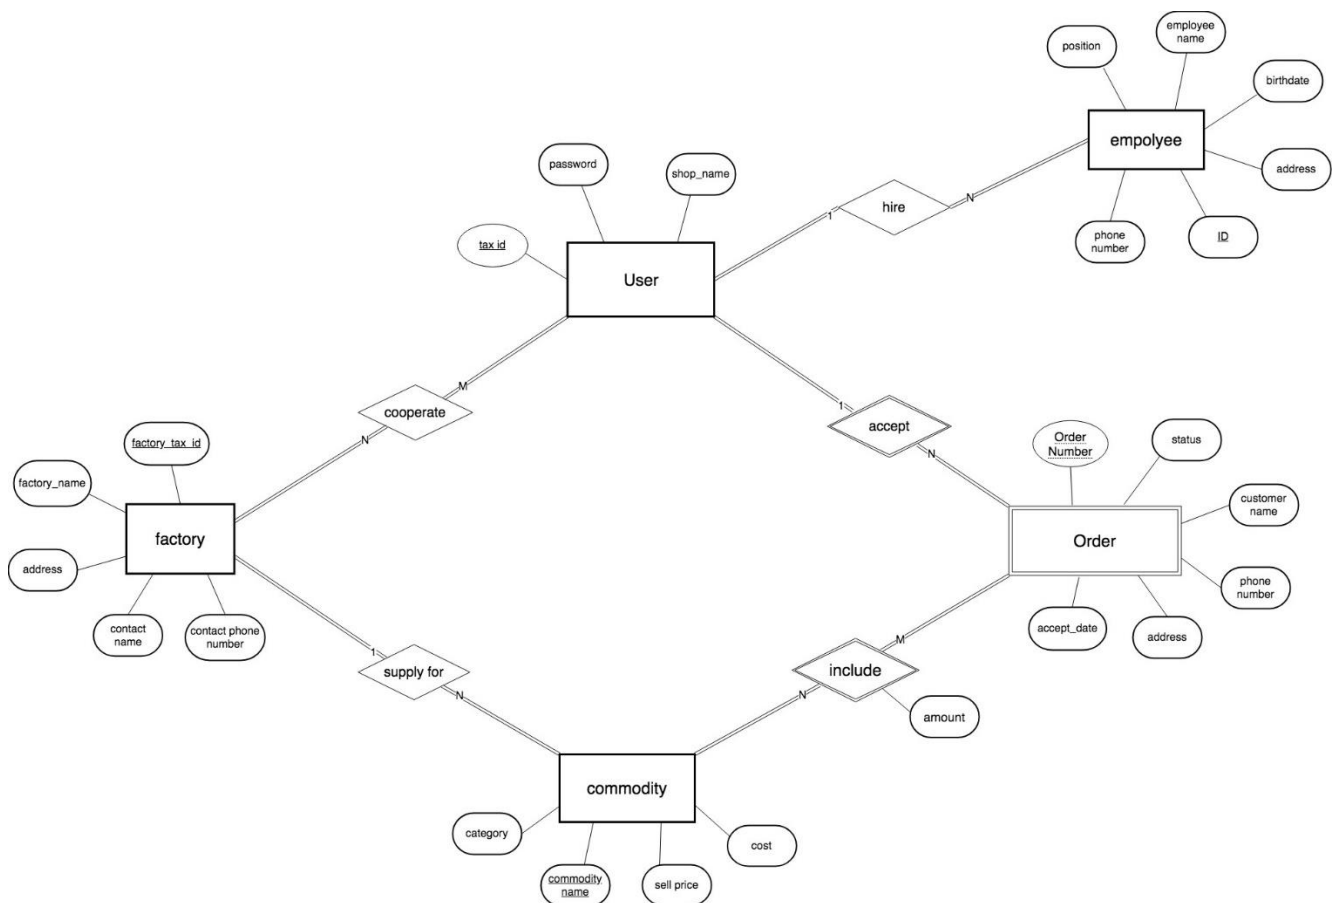 employee
name
position
birthdate
empolyee
password
shop_name
address
hire
N
1
phone
number
ID
tax id
User
M
cooperate
1
accept
N
factory_tax_id
N
Order
Number
status
factory_name
customer
name
factory
Order
address
phone
number
contact
name
contact phone
number
accept_date
address
1
M
supply for
include
N
N
amount
commodity
category
cost
commodity
name
sell price